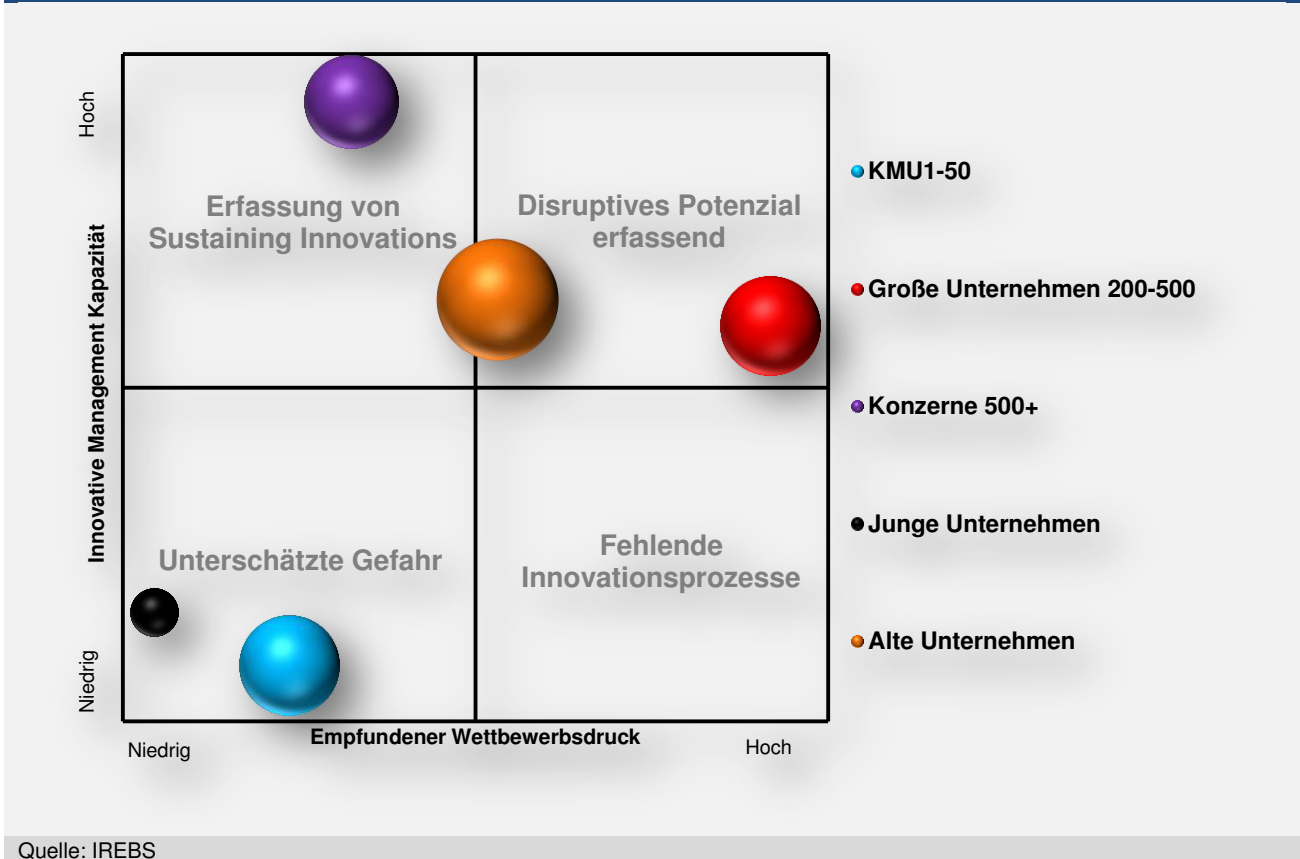 Hoch
Innovative Management Kapazität
Niedrig
Erfassung von
Sustaining Innovations
Disruptives Potenzial
erfassend
Unterschätzte Gefahr
Fehlende
Innovationsprozesse
Niedrig
Empfundener Wettbewerbsdruck
Hoch
KMU1-50
Große Unternehmen 200-500
Konzerne 500+
Junge Unternehmen
Alte Unternehmen
Quelle: IREBS